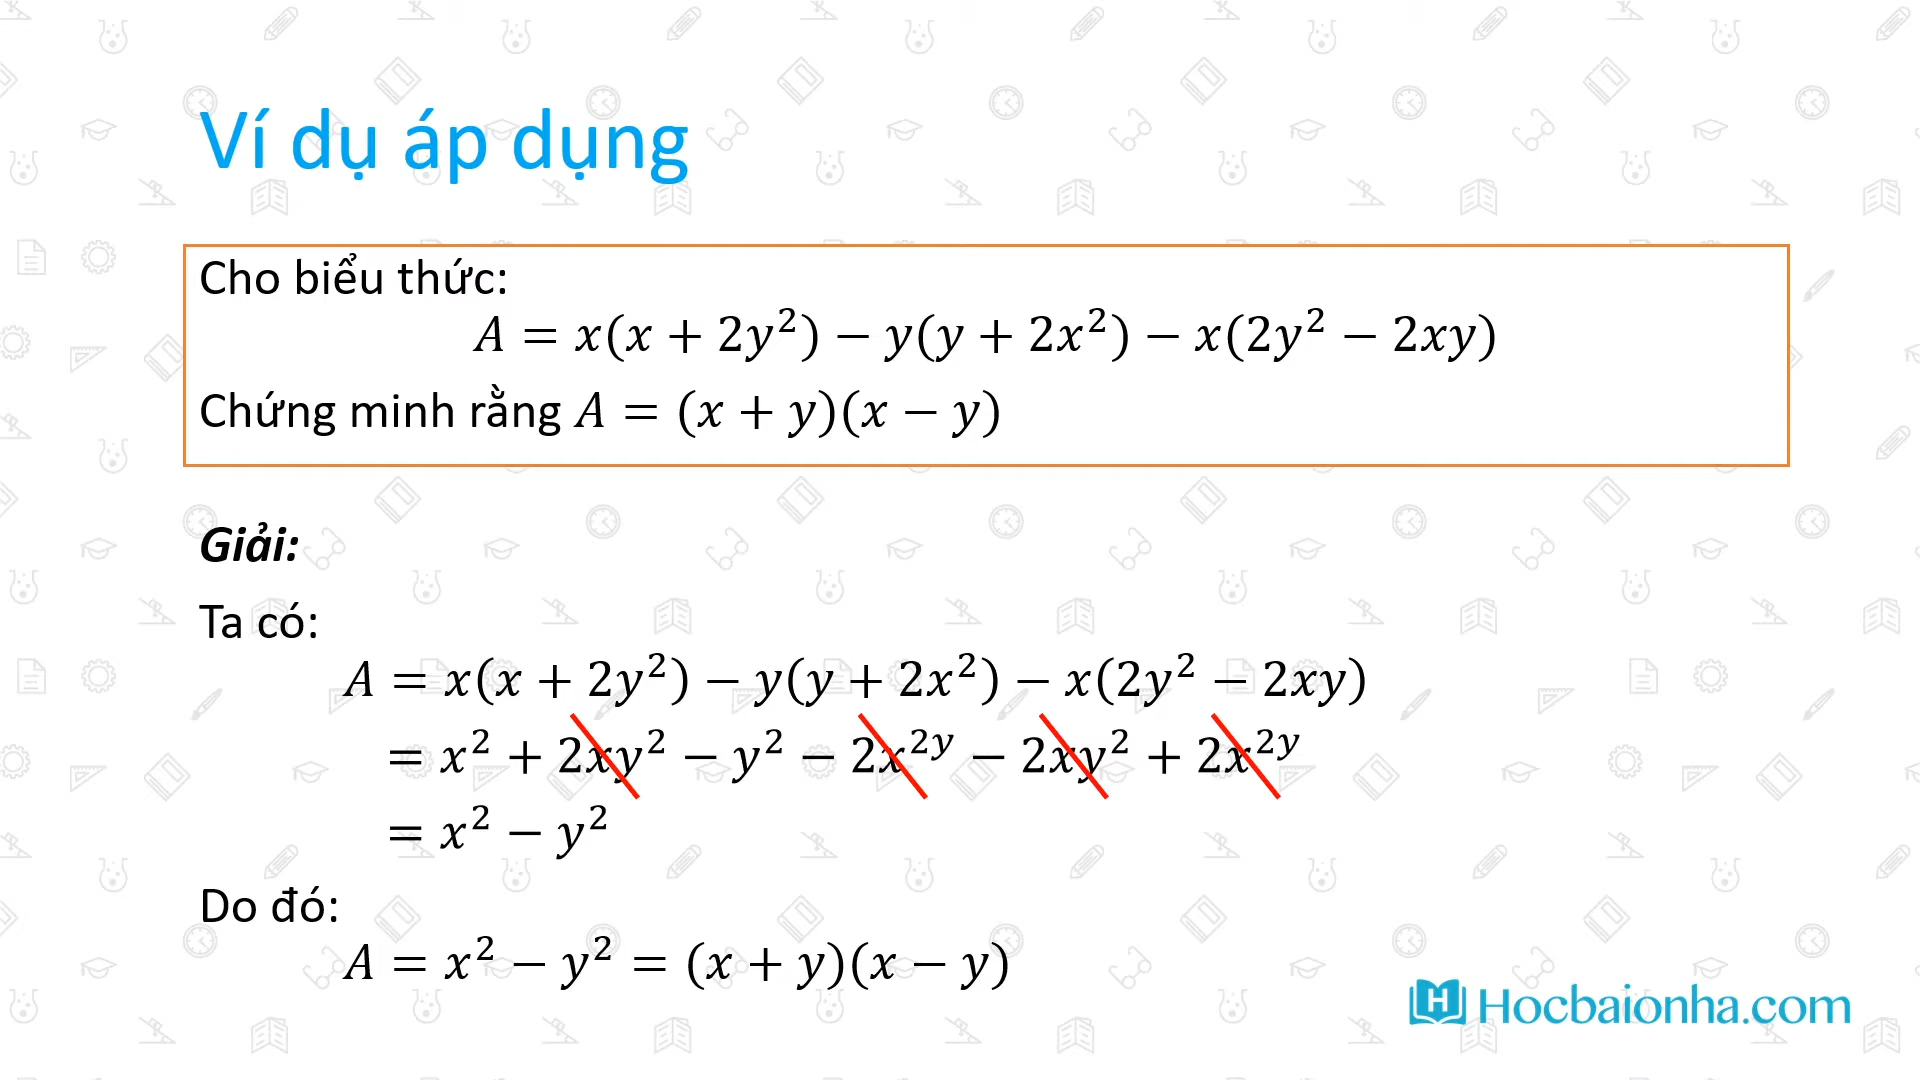 Ví dụ áp dụng
Cho biểu thức:
A = x(x + 2y²) − y(y + 2x²) − x(2y² − 2xy)
Chứng minh rằng A = (x + y)(x − y)
Giải:
Ta có:
A = x(x + 2y²) − y(y + 2x²) − x(2y² − 2xy)
= x² + 2xy² − y² − 2x²ʸ − 2xy² + 2x²ʸ
= x² − y²
Do đó:
A = x² − y² = (x + y)(x − y)
H Hocbaionha.com